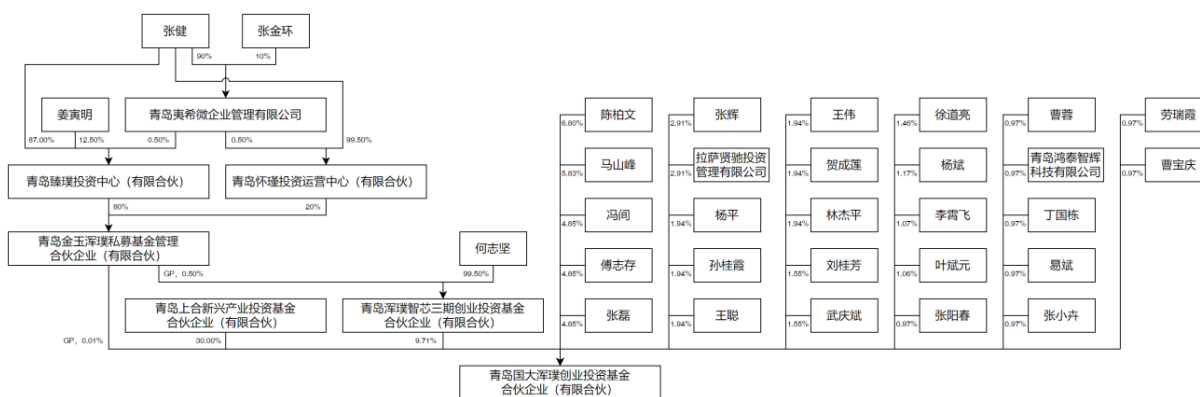 张健
张金环
90%
10%
姜寅明
青岛夷希微企业管理有限公司
87.00%
12.50%
0.50%
0.50%
99.50%
青岛臻璞投资中心（有限合伙）
青岛怀瑾投资运营中心（有限合伙）
80%
20%
青岛金玉浑璞私募基金管理
合伙企业（有限合伙）
何志坚
GP，0.50%
99.50%
青岛上合新兴产业投资基金
合伙企业（有限合伙）
青岛浑璞智芯三期创业投资基金
合伙企业（有限合伙）
GP，0.01%
30.00%
9.71%
陈柏文
6.80%
马山峰
5.83%
冯间
4.85%
傅志存
4.85%
张磊
4.85%
张辉
2.91%
拉萨贤驰投资
管理有限公司
2.91%
杨平
1.94%
孙桂霞
1.94%
王聪
1.94%
王伟
1.94%
贺成莲
1.94%
林杰平
1.94%
刘桂芳
1.55%
武庆斌
1.55%
徐道亮
1.46%
杨斌
1.17%
李霄飞
1.07%
叶斌元
1.06%
张阳春
0.97%
曹蓉
0.97%
青岛鸿泰智辉
科技有限公司
0.97%
丁国栋
0.97%
易斌
0.97%
张小卉
0.97%
劳瑞霞
0.97%
曹宝庆
0.97%
青岛国大浑璞创业投资基金
合伙企业（有限合伙）